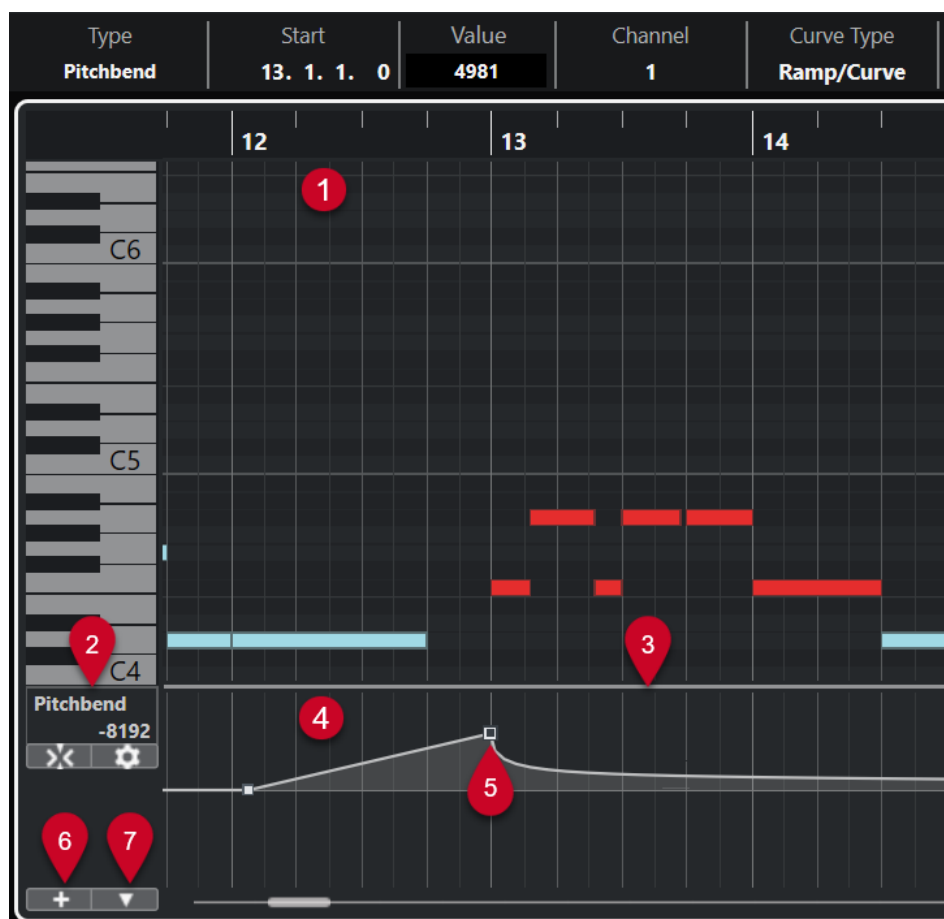 Type Start Value Channel Curve Type
Pitchbend 13. 1. 1. 0 4981 1 Ramp/Curve
12 13 14
1
C6
C5
2 3
C4
Pitchbend
-8192
4
5
6 7